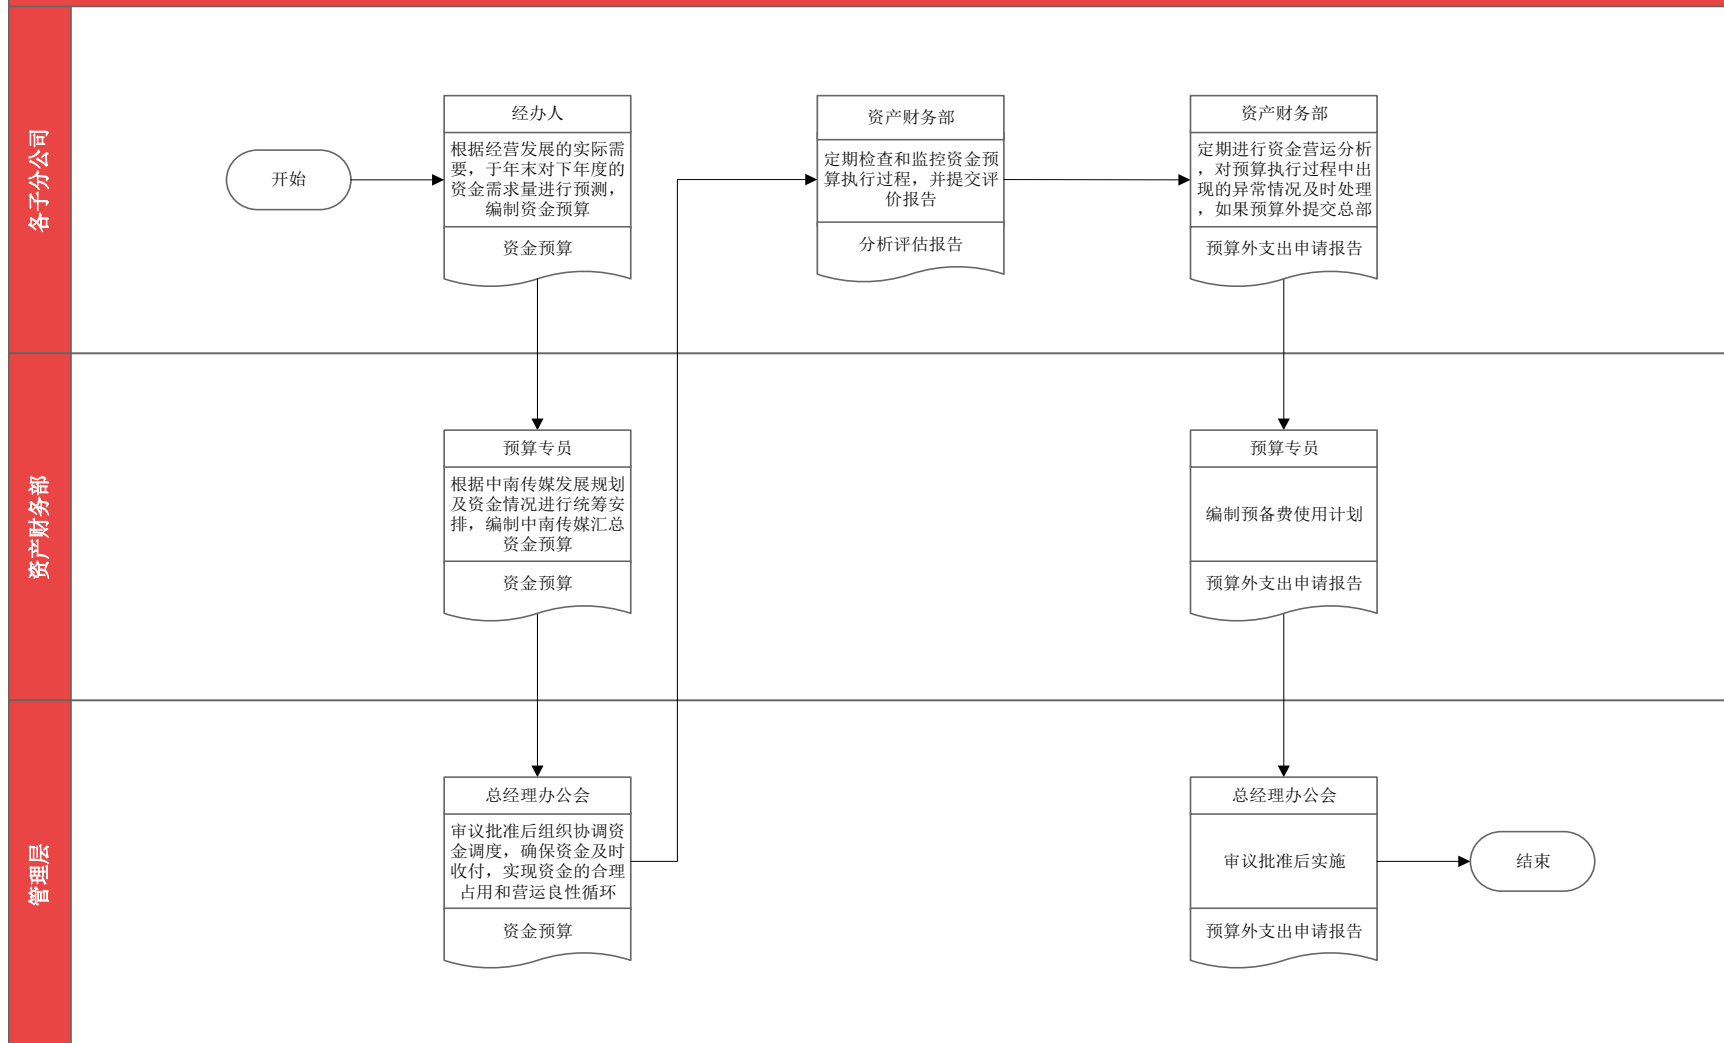 各子分公司
开始
经办人
根据经营发展的实际需
要，于年末对下年度的
资金需求量进行预测，
编制资金预算
资金预算
资产财务部
定期检查和监控资金预
算执行过程，并提交评
价报告
分析评估报告
资产财务部
定期进行资金营运分析
，对预算执行过程中出
现的异常情况及时处理
，如果预算外提交总部
预算外支出申请报告
资产财务部
预算专员
根据中南传媒发展规划
及资金情况进行统筹安
排，编制中南传媒汇总
资金预算
资金预算
预算专员
编制预备费使用计划
预算外支出申请报告
管理层
总经理办公会
审议批准后组织协调资
金调度，确保资金及时
收付，实现资金的合理
占用和营运良性循环
资金预算
总经理办公会
审议批准后实施
预算外支出申请报告
结束